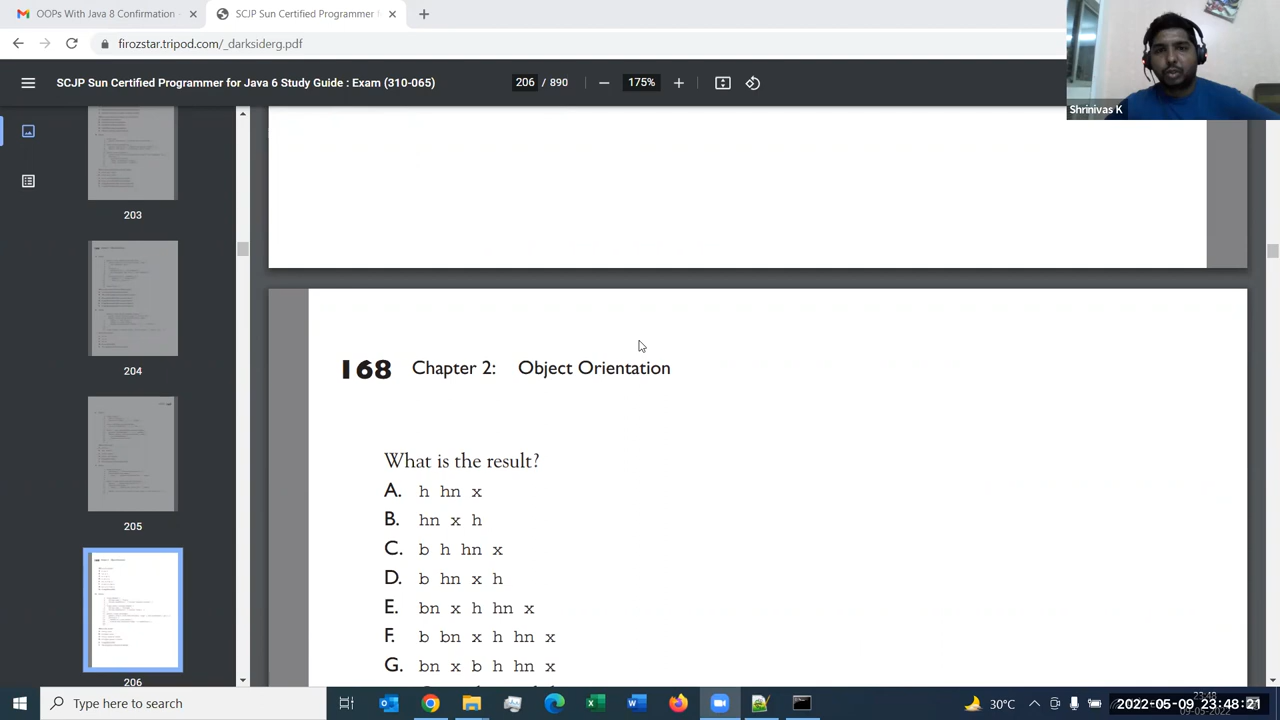 OOPs With Java 8 Confirmation -
SCJP Sun Certified Programmer
firozstar.tripod.com/_darksiderg.pdf
SCJP Sun Certified Programmer for Java 6 Study Guide : Exam (310-065)
206 / 890
175%
Shrinivas K
203
204
205
206
168 Chapter 2: Object Orientation
What is the result?
A. h hn x
B. hn x h
C. b h hn x
D. b hn x h
E. bn x h hn x
F. b bn x h hn x
G. bn x b h hn x
Type here to search
30°C
23:48
2022-05-09 23:48:21